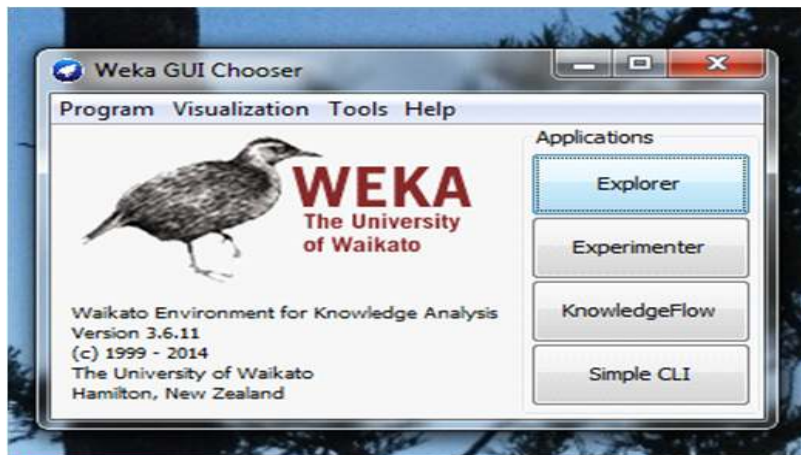 Weka GUI Chooser
Program Visualization Tools Help
WEKA
The University
of Waikato
Waikato Environment for Knowledge Analysis
Version 3.6.11
(c) 1999 - 2014
The University of Waikato
Hamilton, New Zealand
Applications
Explorer
Experimenter
KnowledgeFlow
Simple CLI